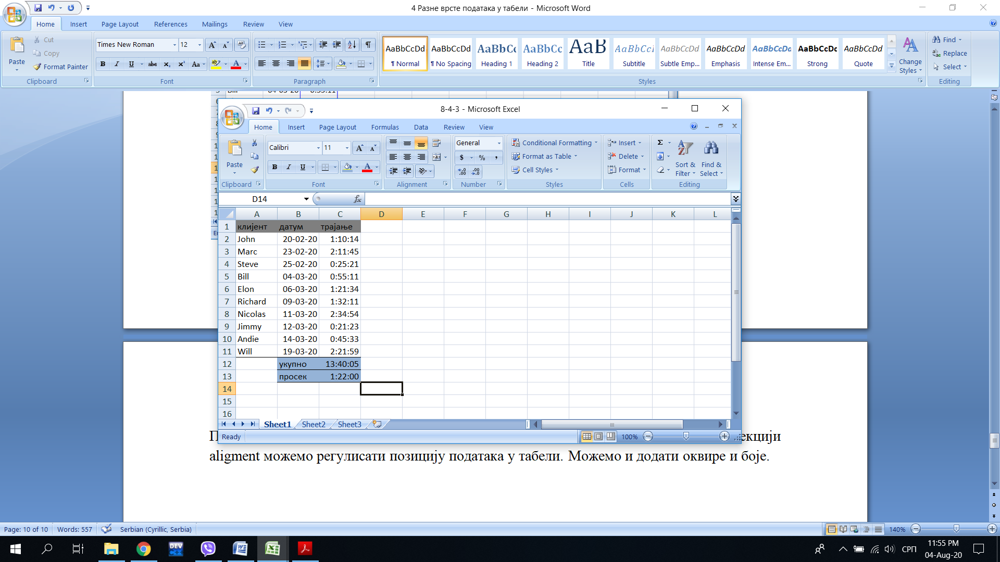 4 Разне врсте података у табели - Microsoft Word
Home Insert Page Layout References Mailings Review View
Paste
Cut
Copy
Format Painter
Clipboard
Times New Roman 12
Font
Paragraph
AaBbCcDd AaBbCcDd AaBbCc AaBbCc AaB AaBbCcI AaBbCcDd AaBbCcDd AaBbCcDd AaBbCcDd AaBbCcDd
¶ Normal ¶ No Spacing Heading 1 Heading 2 Title Subtitle Subtle Emp... Emphasis Intense Em... Strong Quote
Change Styles
Styles
Find
Replace
Select
Editing
8-4-3 - Microsoft Excel
Home Insert Page Layout Formulas Data Review View
Paste
Clipboard
Calibri 11
Font
Alignment
General
Number
Conditional Formatting
Format as Table
Cell Styles
Styles
Insert
Delete
Format
Cells
Sort & Filter
Find & Select
Editing
D14
A B C D E F G H I J K L
1 клијент датум трајање
2 John 20-02-20 1:10:14
3 Marc 23-02-20 2:11:45
4 Steve 25-02-20 0:25:21
5 Bill 04-03-20 0:55:11
6 Elon 06-03-20 1:21:34
7 Richard 09-03-20 1:32:11
8 Nicolas 11-03-20 2:34:54
9 Jimmy 12-03-20 0:21:23
10 Andie 14-03-20 0:45:33
11 Will 19-03-20 2:21:59
12 укупно 13:40:05
13 просек 1:22:00
14
15
16
Sheet1 Sheet2 Sheet3
Ready 100%
aligment можемо регулисати позицију података у табели. Можемо и додати оквире и боје.
Page: 10 of 10 Words: 557 Serbian (Cyrillic, Serbia) 140%
DEV
СРП
11:55 PM
04-Aug-20